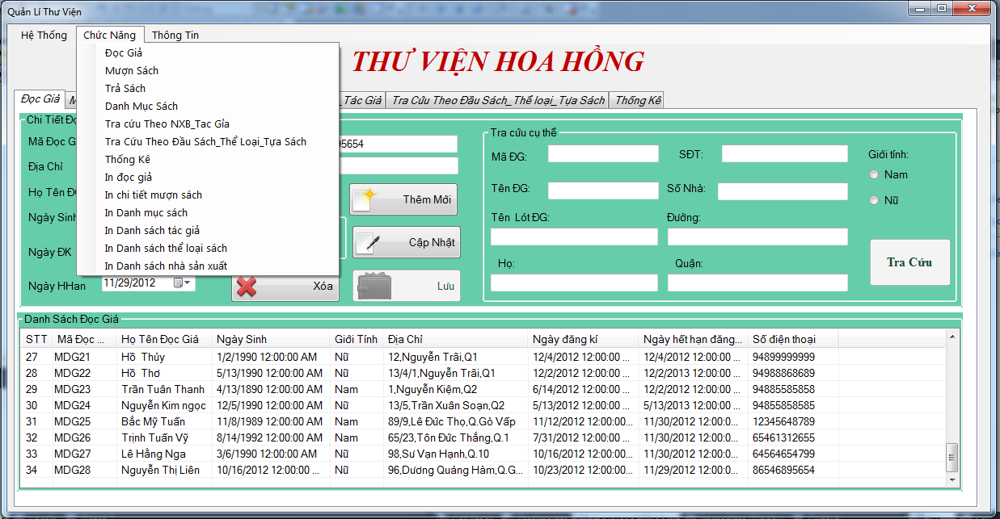 Quản Lí Thư Viện
Hệ Thống Chức Năng Thông Tin
Đọc Giả
Mượn Sách
Trả Sách
Danh Mục Sách
Tra cứu Theo NXB_Tac Gỉa
Tra Cứu Theo Đầu Sách_Thể Loại_Tựa Sách
Thống Kê
In đọc giả
In chi tiết mượn sách
In Danh mục sách
In Danh sách tác giả
In Danh sách thể loại sách
In Danh sách nhà sản xuất
THƯ VIỆN HOA HỒNG
Đọc Giả M _Tác Giả Tra Cứu Theo Đầu Sách_Thể loại_Tựa Sách Thống Kê
Chi Tiết Đọ
Mã Đọc G 95654
Địa Chỉ
Họ Tên ĐG
Ngày Sinh
Ngày ĐK
Ngày HHan 11/29/2012
Thêm Mới
Cập Nhật
Xóa Lưu
Tra cứu cụ thể
Mã ĐG: SĐT: Giới tính:
Nam
Tên ĐG: Số Nhà: Nữ
Tên Lót ĐG: Đường:
Họ: Quận: Tra Cứu
Danh Sách Đọc Giả
STT Mã Đọc ... Họ Tên Đọc Giả Ngày Sinh Giới Tính Địa Chỉ Ngày đăng kí Ngày hết hạn đăng... Số điện thoại
27 MDG21 Hồ Thủy 1/2/1990 12:00:00 AM Nữ 12,Nguyễn Trãi,Q1 12/4/2012 12:00:00 ... 12/4/2012 12:00:00 ... 94899999999
28 MDG22 Hồ Thơ 5/13/1990 12:00:00 AM Nữ 13/4/1,Nguyễn Trãi,Q1 12/2/2012 12:00:00 ... 12/2/2013 12:00:00 ... 94988868689
29 MDG23 Trần Tuân Thanh 4/13/1890 12:00:00 AM Nam 1,Nguyễn Kiệm,Q2 6/14/2012 12:00:00 ... 12/2/2012 12:00:00 ... 94885858858
30 MDG24 Nguyễn Kim ngọc 12/5/1990 12:00:00 AM Nữ 13/5,Trần Xuân Soạn,Q2 5/13/2012 12:00:00 ... 5/13/2013 12:00:00 ... 94855858585
31 MDG25 Bắc Mỹ Tuấn 11/8/1989 12:00:00 AM Nam 89/9,Lê Đức Thọ,Q.Gò Vấp 11/12/2012 12:00:00... 11/30/2012 12:00:0... 12345648789
32 MDG26 Trịnh Tuấn Vỹ 8/14/1992 12:00:00 AM Nam 65/23,Tôn Đức Thắng,Q.1 7/31/2012 12:00:00 ... 11/30/2012 12:00:0... 65461312655
33 MDG27 Lê Hằng Nga 3/6/1990 12:00:00 AM Nữ 98,Sư Vạn Hạnh,Q.10 10/16/2012 12:00:00... 11/30/2012 12:00:0... 64564654799
34 MDG28 Nguyễn Thị Liên 10/16/2012 12:00:00 ... Nữ 96,Dương Quảng Hàm,Q.G... 10/23/2012 12:00:00... 11/29/2012 12:00:0... 86546895654